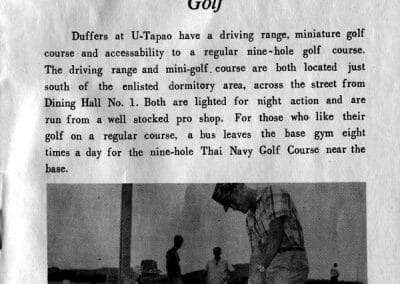 Golf
Duffers at U-Tapao have a driving range, miniature golf
course and accessability to a regular nine-hole golf course.
The driving range and mini-golf course are both located just
south of the enlisted dormitory area, across the street from
Dining Hall No. 1. Both are lighted for night action and are
run from a well stocked pro shop. For those who like their
golf on a regular course, a bus leaves the base gym eight
times a day for the nine-hole Thai Navy Golf Course near the
base.